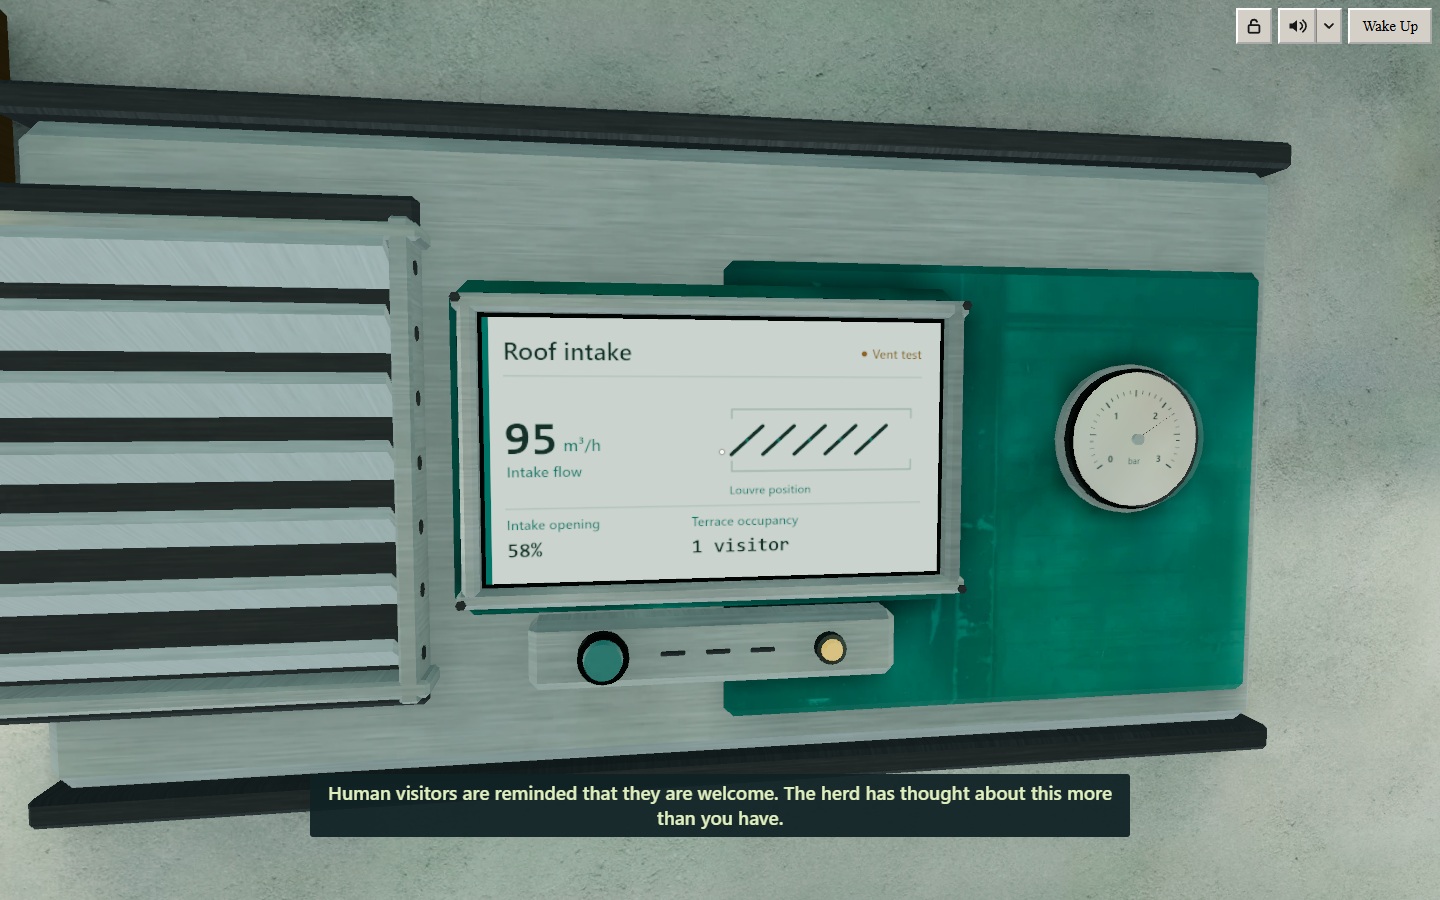 Wake Up
Roof intake
Vent test
95 m³/h
Intake flow
Louvre position
Intake opening
58%
Terrace occupancy
1 visitor
0 1 2 3
bar
Human visitors are reminded that they are welcome. The herd has thought about this more
than you have.